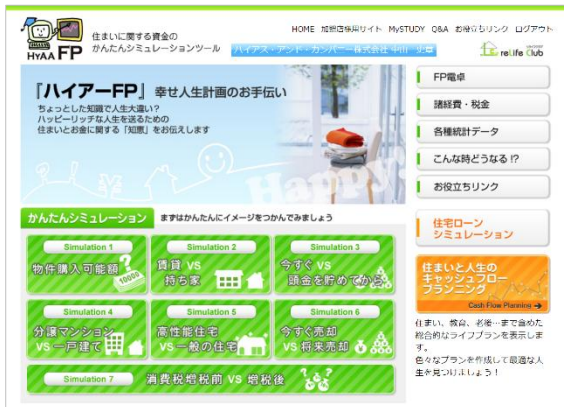 HyAA FP
住まいに関する資金の
かんたんシミュレーションツール
HOME 加盟店様用サイト MySTUDY Q&A お役立ちリンク ログアウト
ハイアス・アンド・カンパニー株式会社 中山
reLife Club
『ハイアーFP』 幸せ人生計画のお手伝い
ちょっとした知識で人生大違い?
ハッピーリッチな人生を送るための
住まいとお金に関する「知恵」をお伝えします
Happy!
FP電卓
諸経費・税金
各種統計データ
こんな時どうなる!?
お役立ちリンク
かんたんシミュレーション まずはかんたんにイメージをつかんでみましょう
Simulation 1
物件購入可能額
10000
Simulation 2
賃貸 VS
持ち家
Simulation 3
今すぐ VS
頭金を貯めてから
Simulation 4
分譲マンション
VS 一戸建て
Simulation 5
高性能住宅
VS 一般の住宅
Simulation 6
今すぐ売却
VS 将来売却
Simulation 7 消費税増税前 VS 増税後
住宅ローン
シミュレーション
住まいと人生の
キャッシュフロー
プランニング
Cash Flow Planning
住まい、教育、老後…まで含めた
総合的なライフプランを表示しま
す。
色々なプランを作成して最適な人
生を見つけましょう!